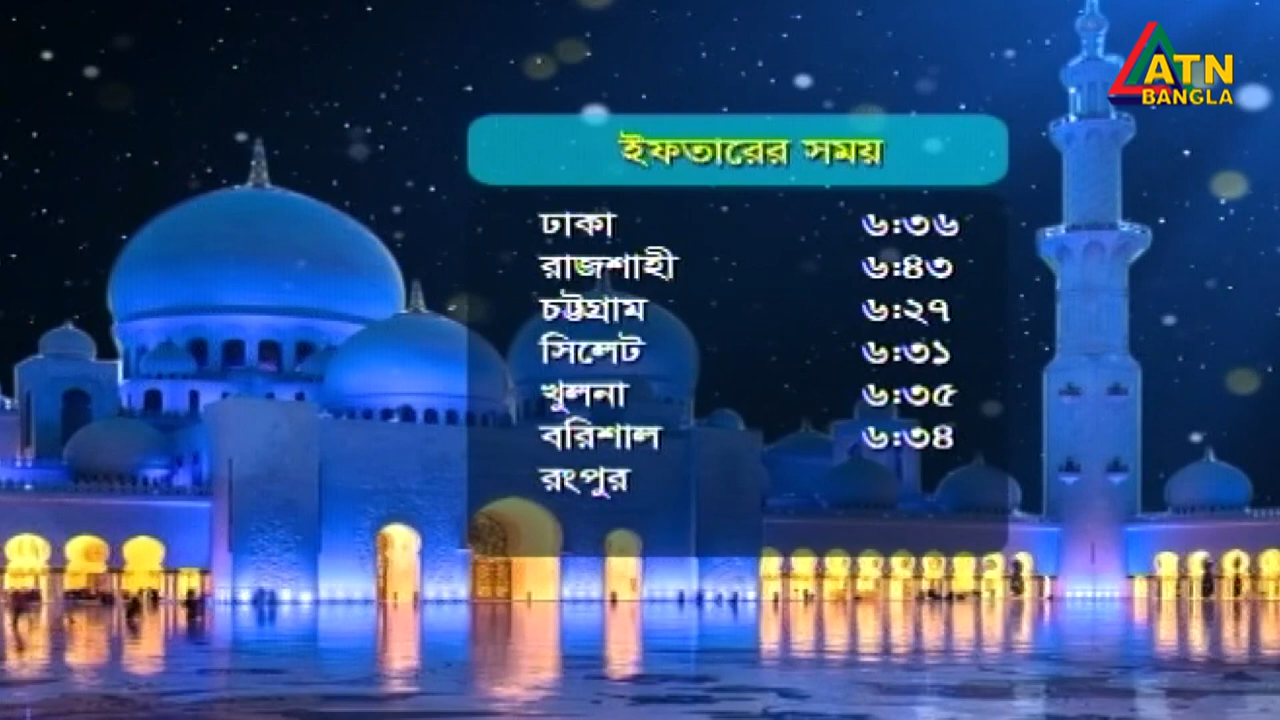 ATN
BANGLA
ইফতারের সময়
ঢাকা ৬:৩৬
রাজশাহী ৬:৪৩
চট্টগ্রাম ৬:২৭
সিলেট ৬:৩১
খুলনা ৬:৩৫
বরিশাল ৬:৩৪
রংপুর